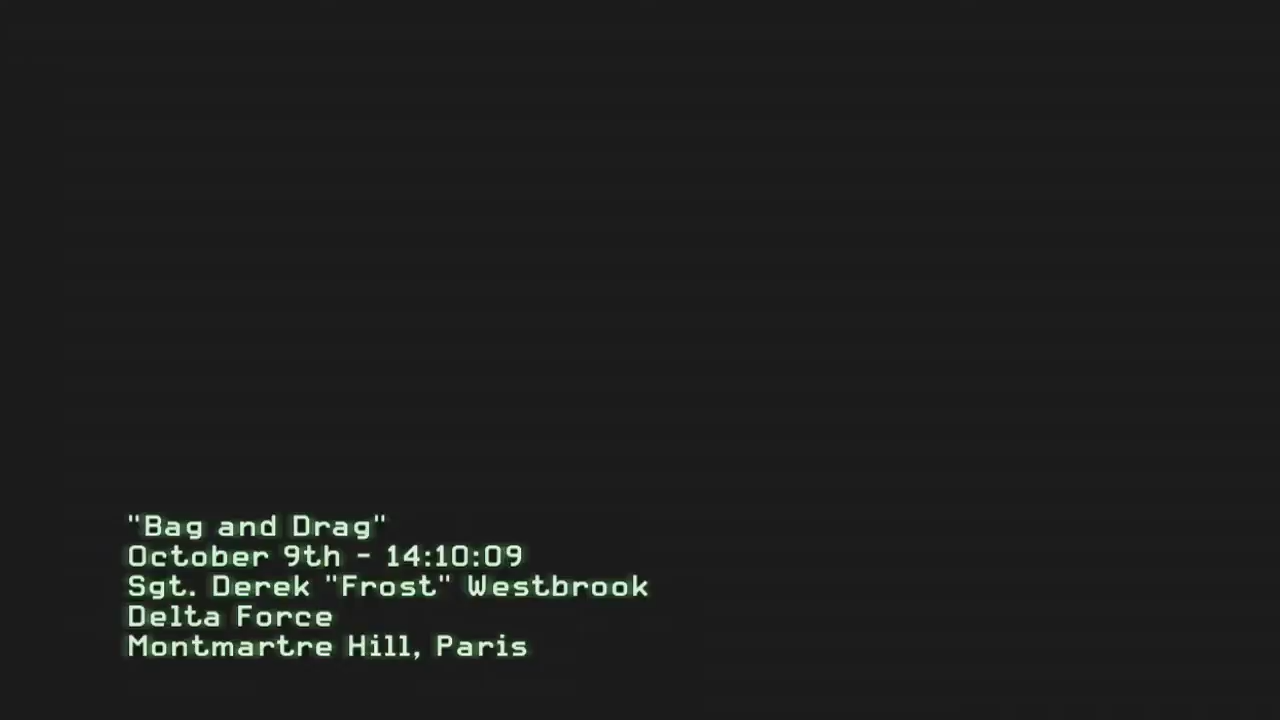 "Bag and Drag"
October 9th - 14:10:09
Sgt. Derek "Frost" Westbrook
Delta Force
Montmartre Hill, Paris